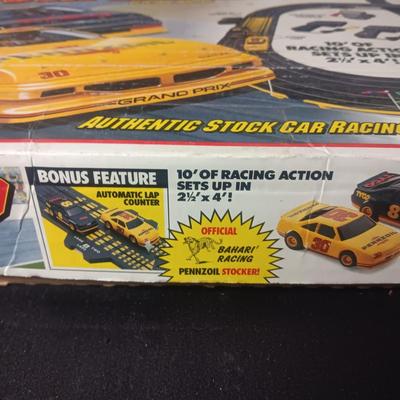 10' OF
RACING ACTION
SETS UP IN
2½' x 4'!
30
GRAND PRIX
AUTHENTIC STOCK CAR RACING
BONUS FEATURE
AUTOMATIC LAP
COUNTER
10' OF RACING ACTION
SETS UP IN
2½' x 4'!
OFFICIAL
BAHARI'
RACING
PENNZOIL STOCKER!
8
30
PENNZOIL